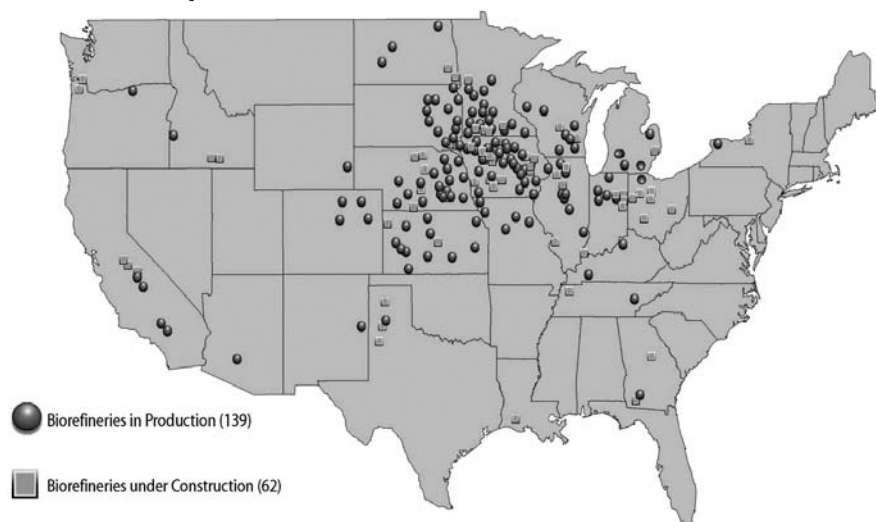 Biorefineries in Production (139)
Biorefineries under Construction (62)